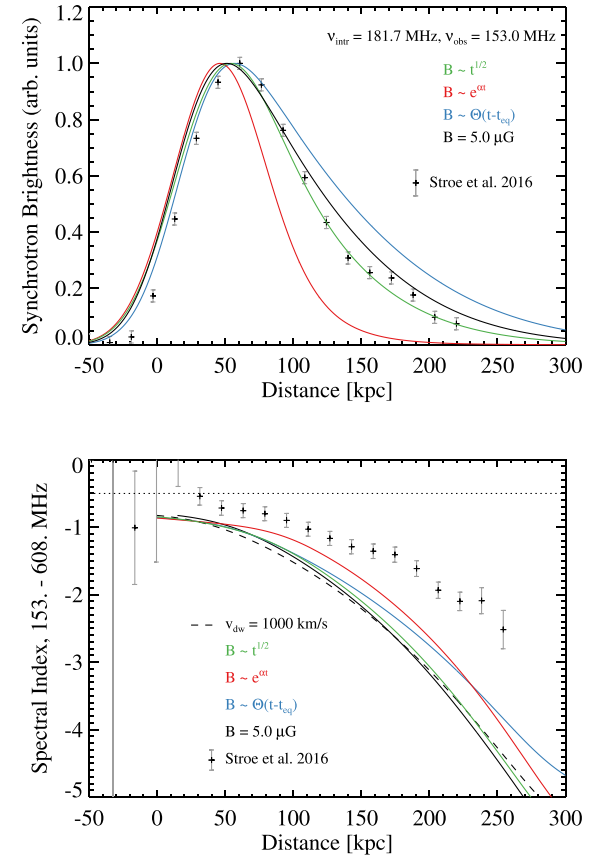 ν_intr = 181.7 MHz, ν_obs = 153.0 MHz
B ~ t^1/2
B ~ e^αt
B ~ Θ(t-t_eq)
B = 5.0 μG
Stroe et al. 2016
Synchrotron Brightness (arb. units)
1.2
1.0
0.8
0.6
0.4
0.2
0.0
-50 0 50 100 150 200 250 300
Distance [kpc]
Spectral Index, 153. - 608. MHz
0
-1
-2
-3
-4
-5
v_dw = 1000 km/s
B ~ t^1/2
B ~ e^αt
B ~ Θ(t-t_eq)
B = 5.0 μG
Stroe et al. 2016
-50 0 50 100 150 200 250 300
Distance [kpc]